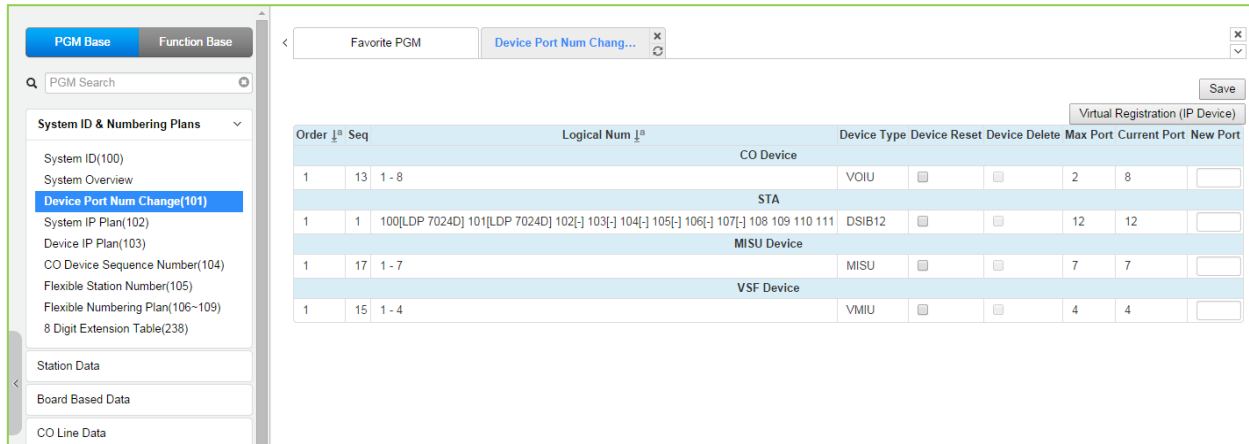 PGM Base Function Base
PGM Search
System ID & Numbering Plans
System ID(100)
System Overview
Device Port Num Change(101)
System IP Plan(102)
Device IP Plan(103)
CO Device Sequence Number(104)
Flexible Station Number(105)
Flexible Numbering Plan(106~109)
8 Digit Extension Table(238)
Station Data
Board Based Data
CO Line Data
Favorite PGM Device Port Num Chang...
Save
Virtual Registration (IP Device)
Order Seq Logical Num Device Type Device Reset Device Delete Max Port Current Port New Port
CO Device
1 13 1 - 8 VOIU 2 8
STA
1 1 100[LDP 7024D] 101[LDP 7024D] 102[-] 103[-] 104[-] 105[-] 106[-] 107[-] 108 109 110 111 DSIB12 12 12
MISU Device
1 17 1 - 7 MISU 7 7
VSF Device
1 15 1 - 4 VMIU 4 4